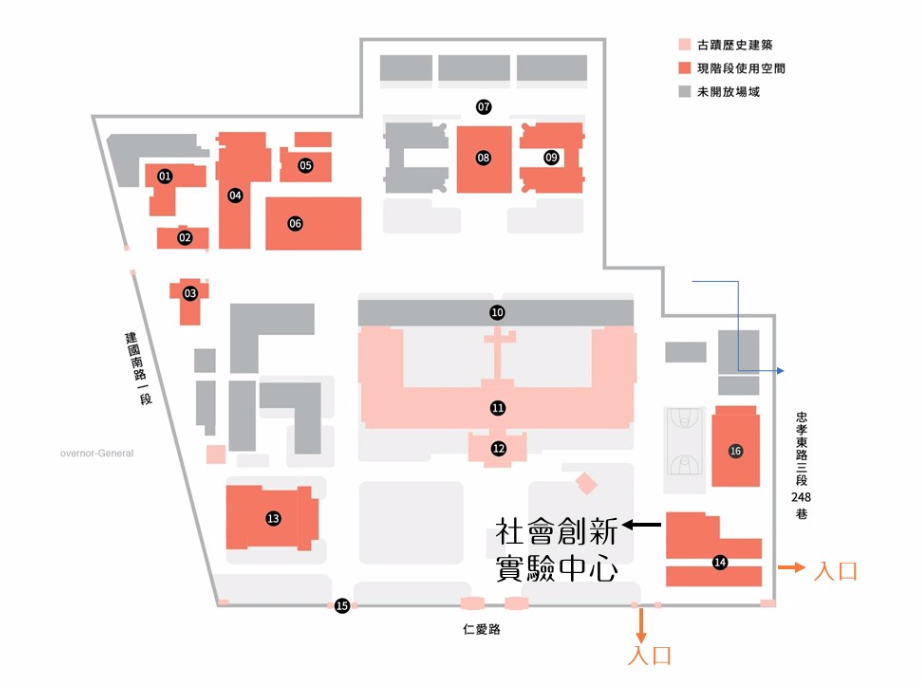 古蹟歷史建築
現階段使用空間
未開放場域
07
08
09
05
01
04
06
02
03
10
建國南路一段
11
忠孝東路三段248巷
12
16
overnor-General
13
社會創新
實驗中心
14
入口
15
仁愛路
入口